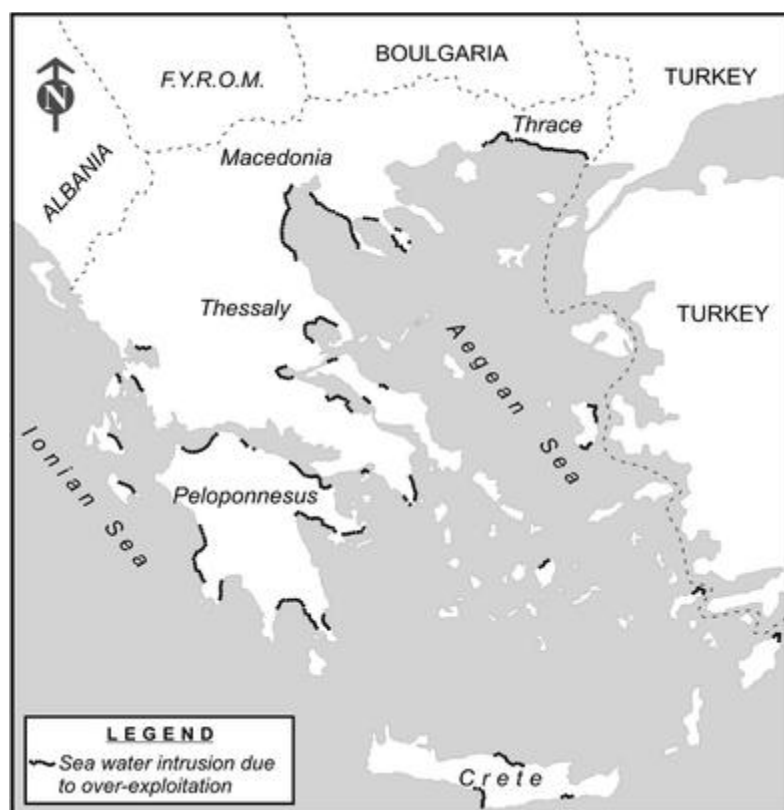 BOULGARIA
F.Y.R.O.M.
TURKEY
N
Thrace
Macedonia
ALBANIA
Thessaly
TURKEY
Aegean Sea
Ionian Sea
Peloponnesus
LEGEND
Sea water intrusion due
to over-exploitation
Crete